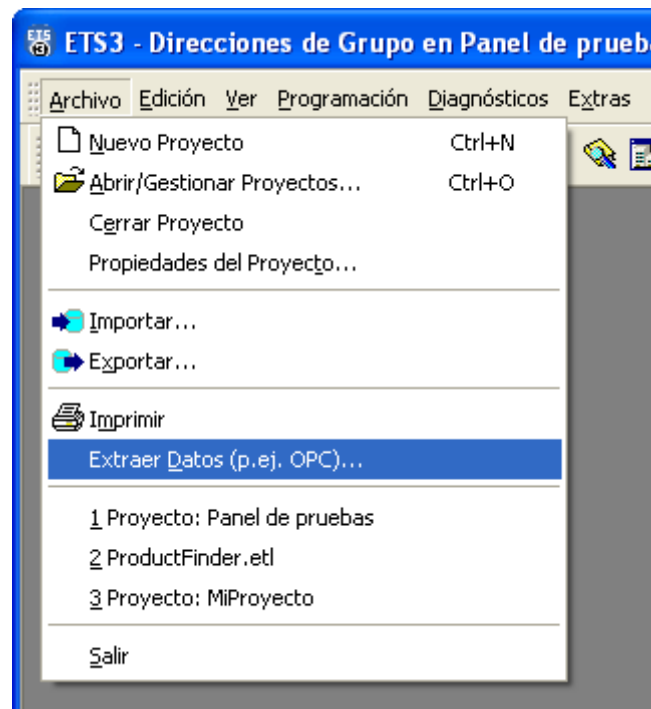 ETS3 - Direcciones de Grupo en Panel de prueb
Archivo Edición Ver Programación Diagnósticos Extras
Nuevo Proyecto Ctrl+N
Abrir/Gestionar Proyectos... Ctrl+O
Cerrar Proyecto
Propiedades del Proyecto...
Importar...
Exportar...
Imprimir
Extraer Datos (p.ej. OPC)...
1 Proyecto: Panel de pruebas
2 ProductFinder.etl
3 Proyecto: MiProyecto
Salir